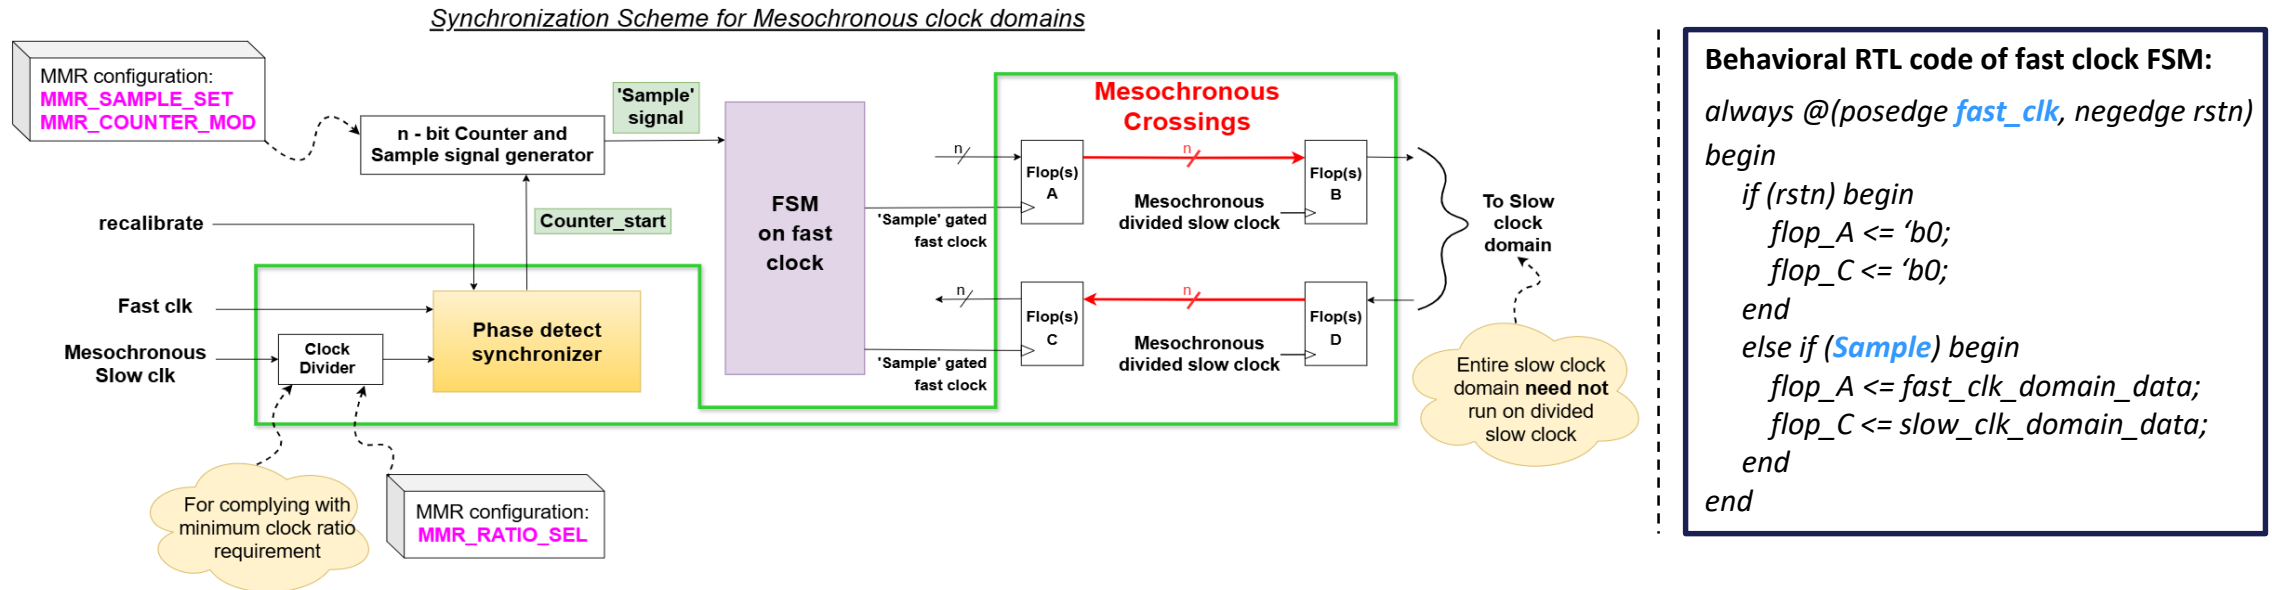 Synchronization Scheme for Mesochronous clock domains
MMR configuration:
MMR_SAMPLE_SET
MMR_COUNTER_MOD
n - bit Counter and
Sample signal generator
'Sample'
signal
Counter_start
recalibrate
Fast clk
Mesochronous
Slow clk
Clock
Divider
Phase detect
synchronizer
For complying with
minimum clock ratio
requirement
MMR configuration:
MMR_RATIO_SEL
FSM
on fast
clock
Mesochronous
Crossings
n
Flop(s)
A
'Sample' gated
fast clock
n
Mesochronous
divided slow clock
Flop(s)
B
n
Flop(s)
C
'Sample' gated
fast clock
n
Mesochronous
divided slow clock
Flop(s)
D
To Slow
clock
domain
Entire slow clock
domain need not
run on divided
slow clock
Behavioral RTL code of fast clock FSM:
always @(posedge fast_clk, negedge rstn)
begin
if (rstn) begin
flop_A <= ‘b0;
flop_C <= ‘b0;
end
else if (Sample) begin
flop_A <= fast_clk_domain_data;
flop_C <= slow_clk_domain_data;
end
end